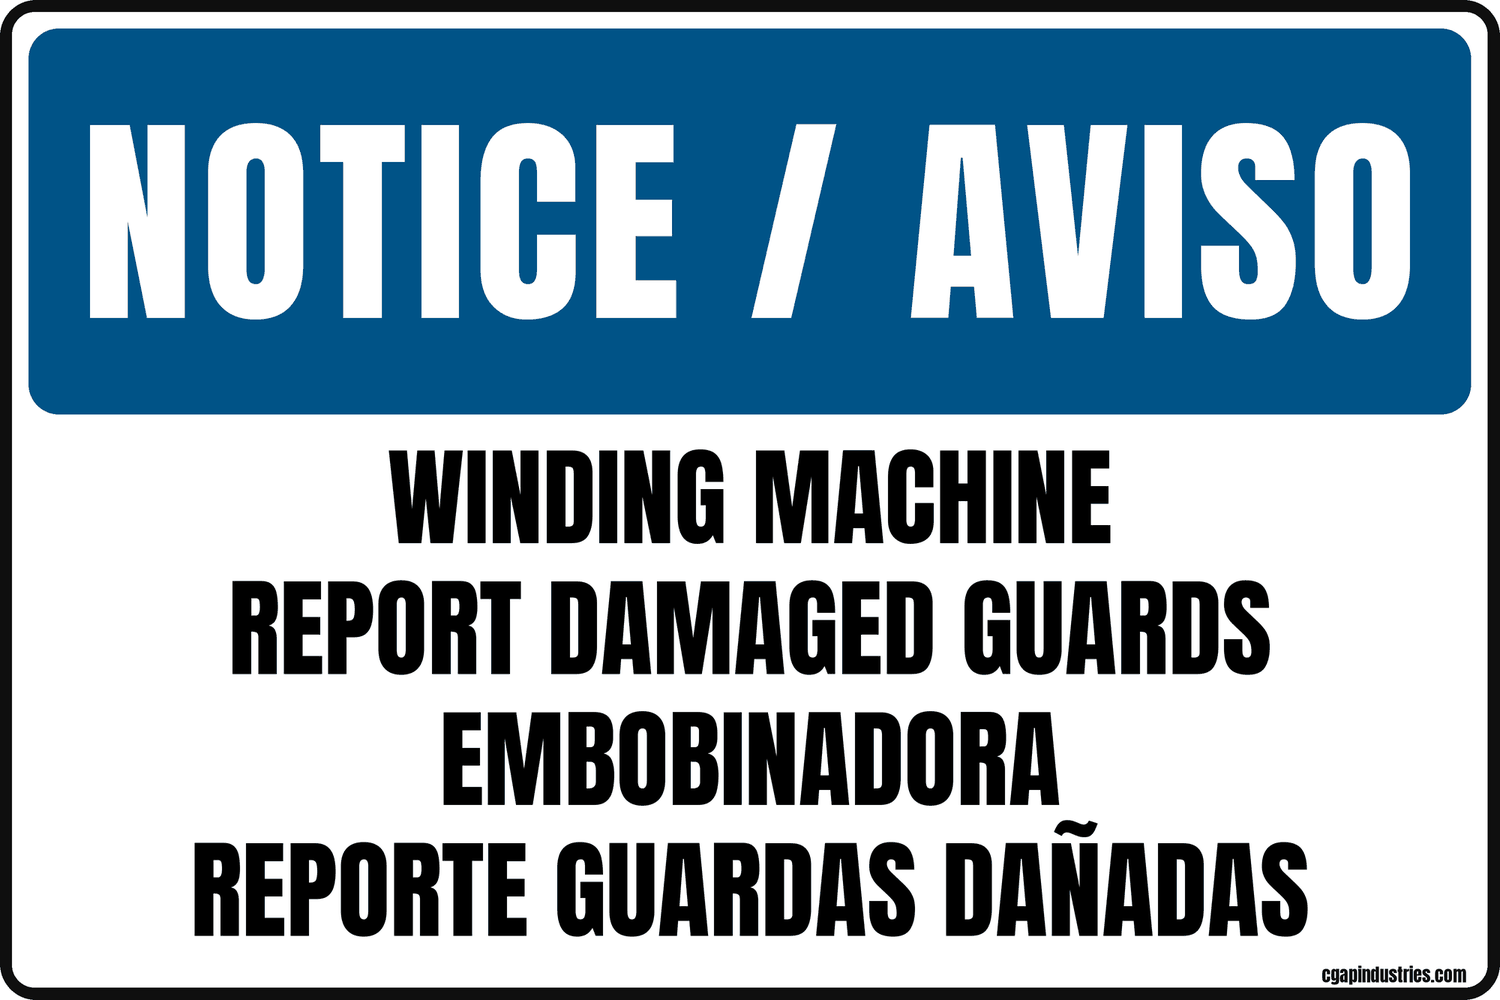 NOTICE / AVISO
WINDING MACHINE
REPORT DAMAGED GUARDS
EMBOBINADORA
REPORTE GUARDAS DAÑADAS
cgapindustries.com